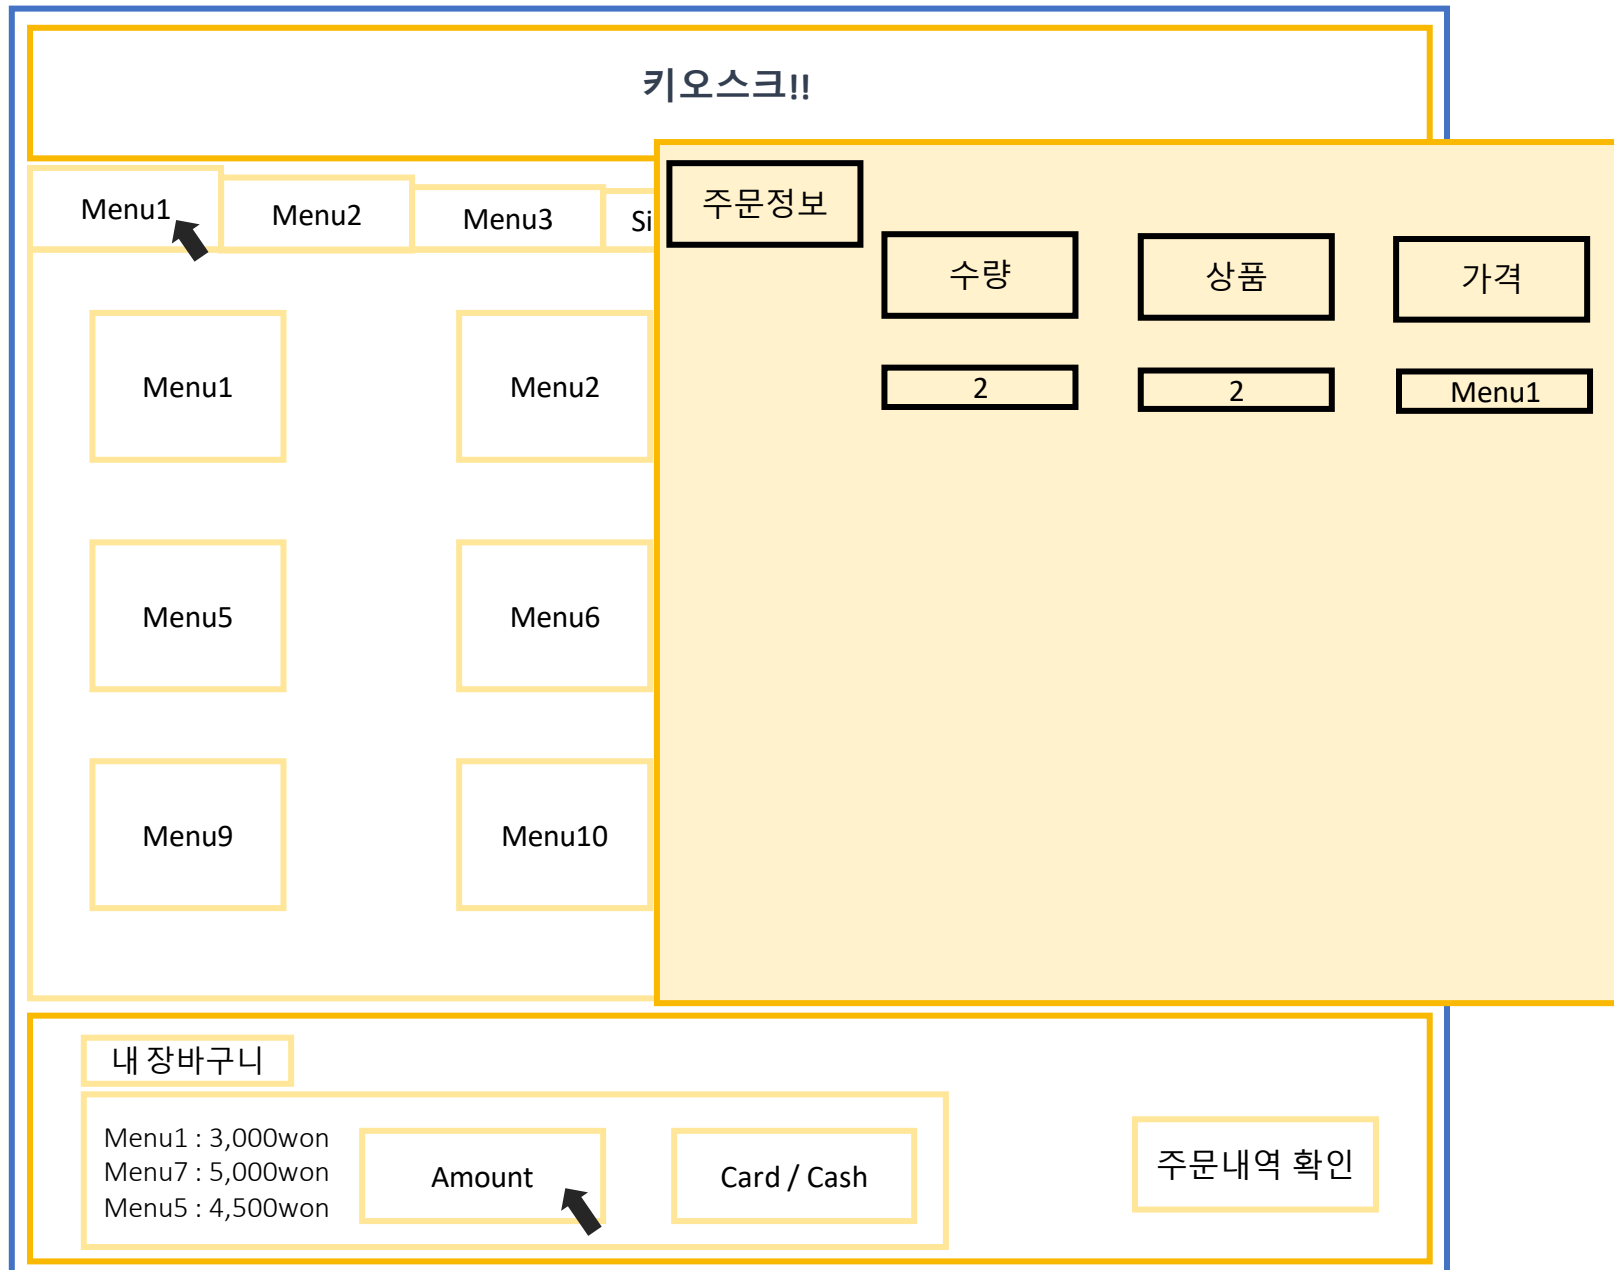 키오스크!!
Menu1
Menu2
Menu3
Si
주문정보
수량
상품
가격
2
2
Menu1
Menu1
Menu2
Menu5
Menu6
Menu9
Menu10
내 장바구니
Menu1 : 3,000won
Menu7 : 5,000won
Menu5 : 4,500won
Amount
Card / Cash
주문내역 확인